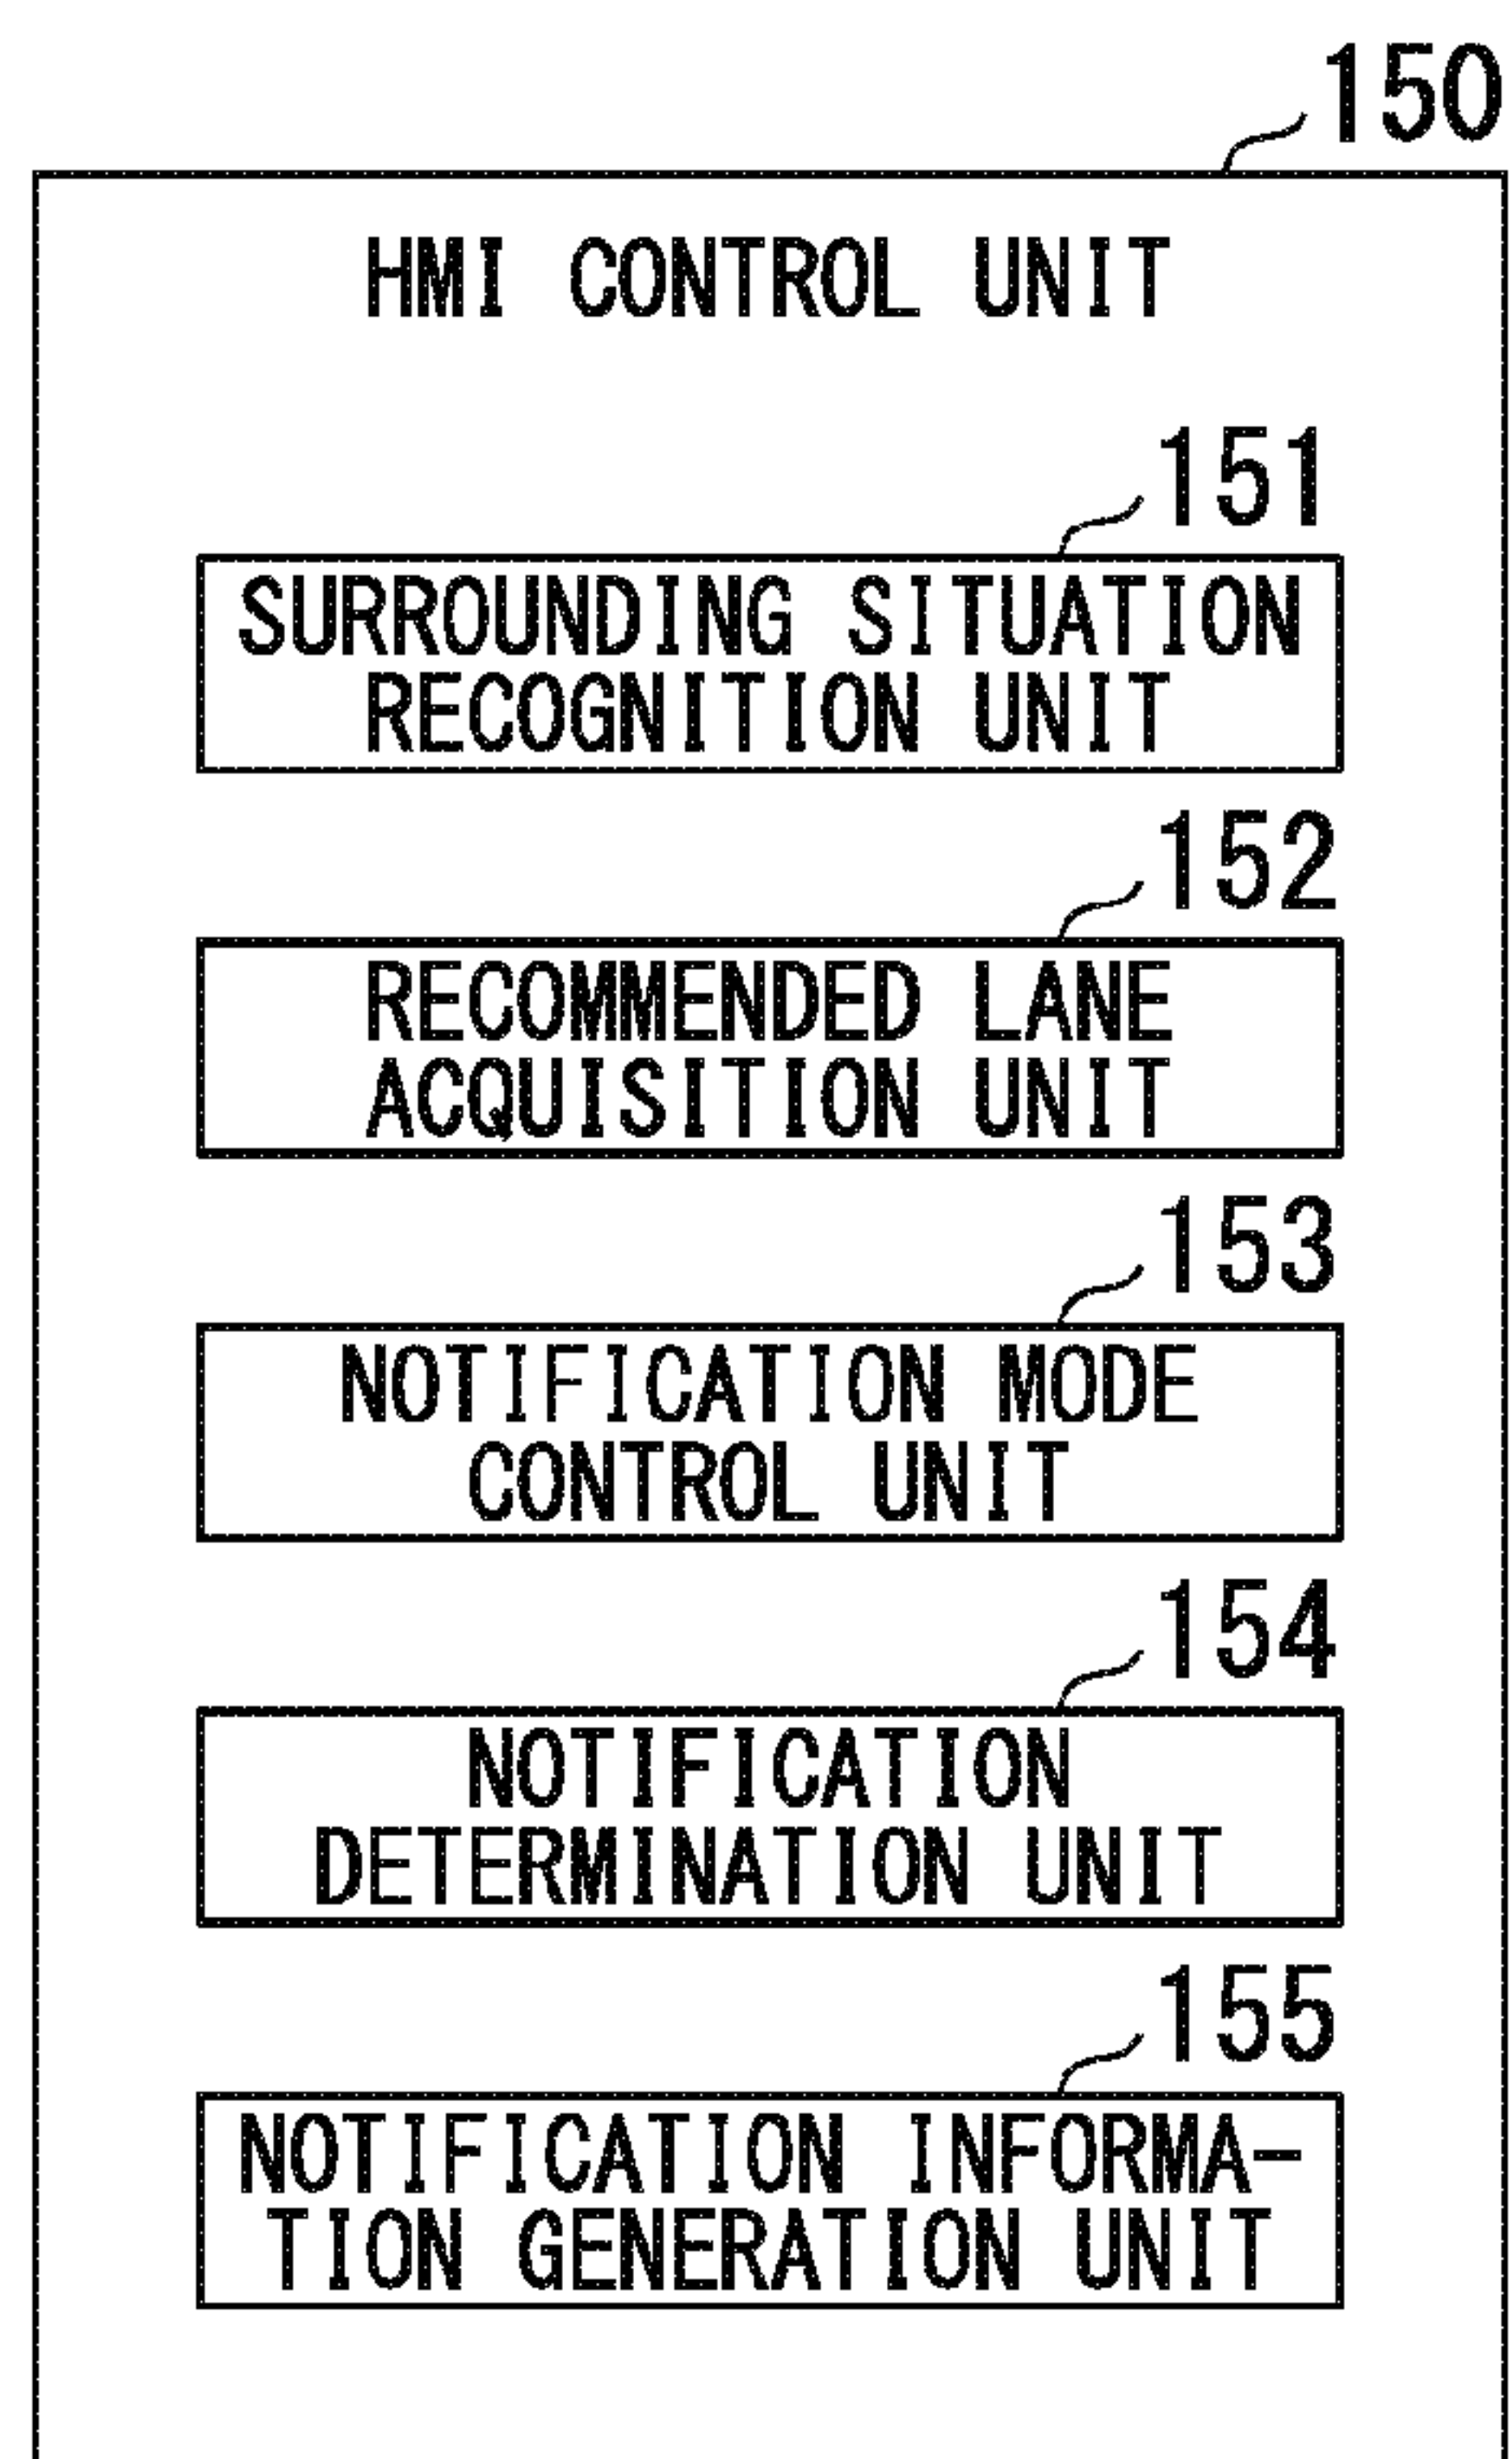 150
HMI CONTROL UNIT
151
SURROUNDING SITUATION
RECOGNITION UNIT
152
RECOMMENDED LANE
ACQUISITION UNIT
153
NOTIFICATION MODE
CONTROL UNIT
154
NOTIFICATION
DETERMINATION UNIT
155
NOTIFICATION INFORMA-
TION GENERATION UNIT